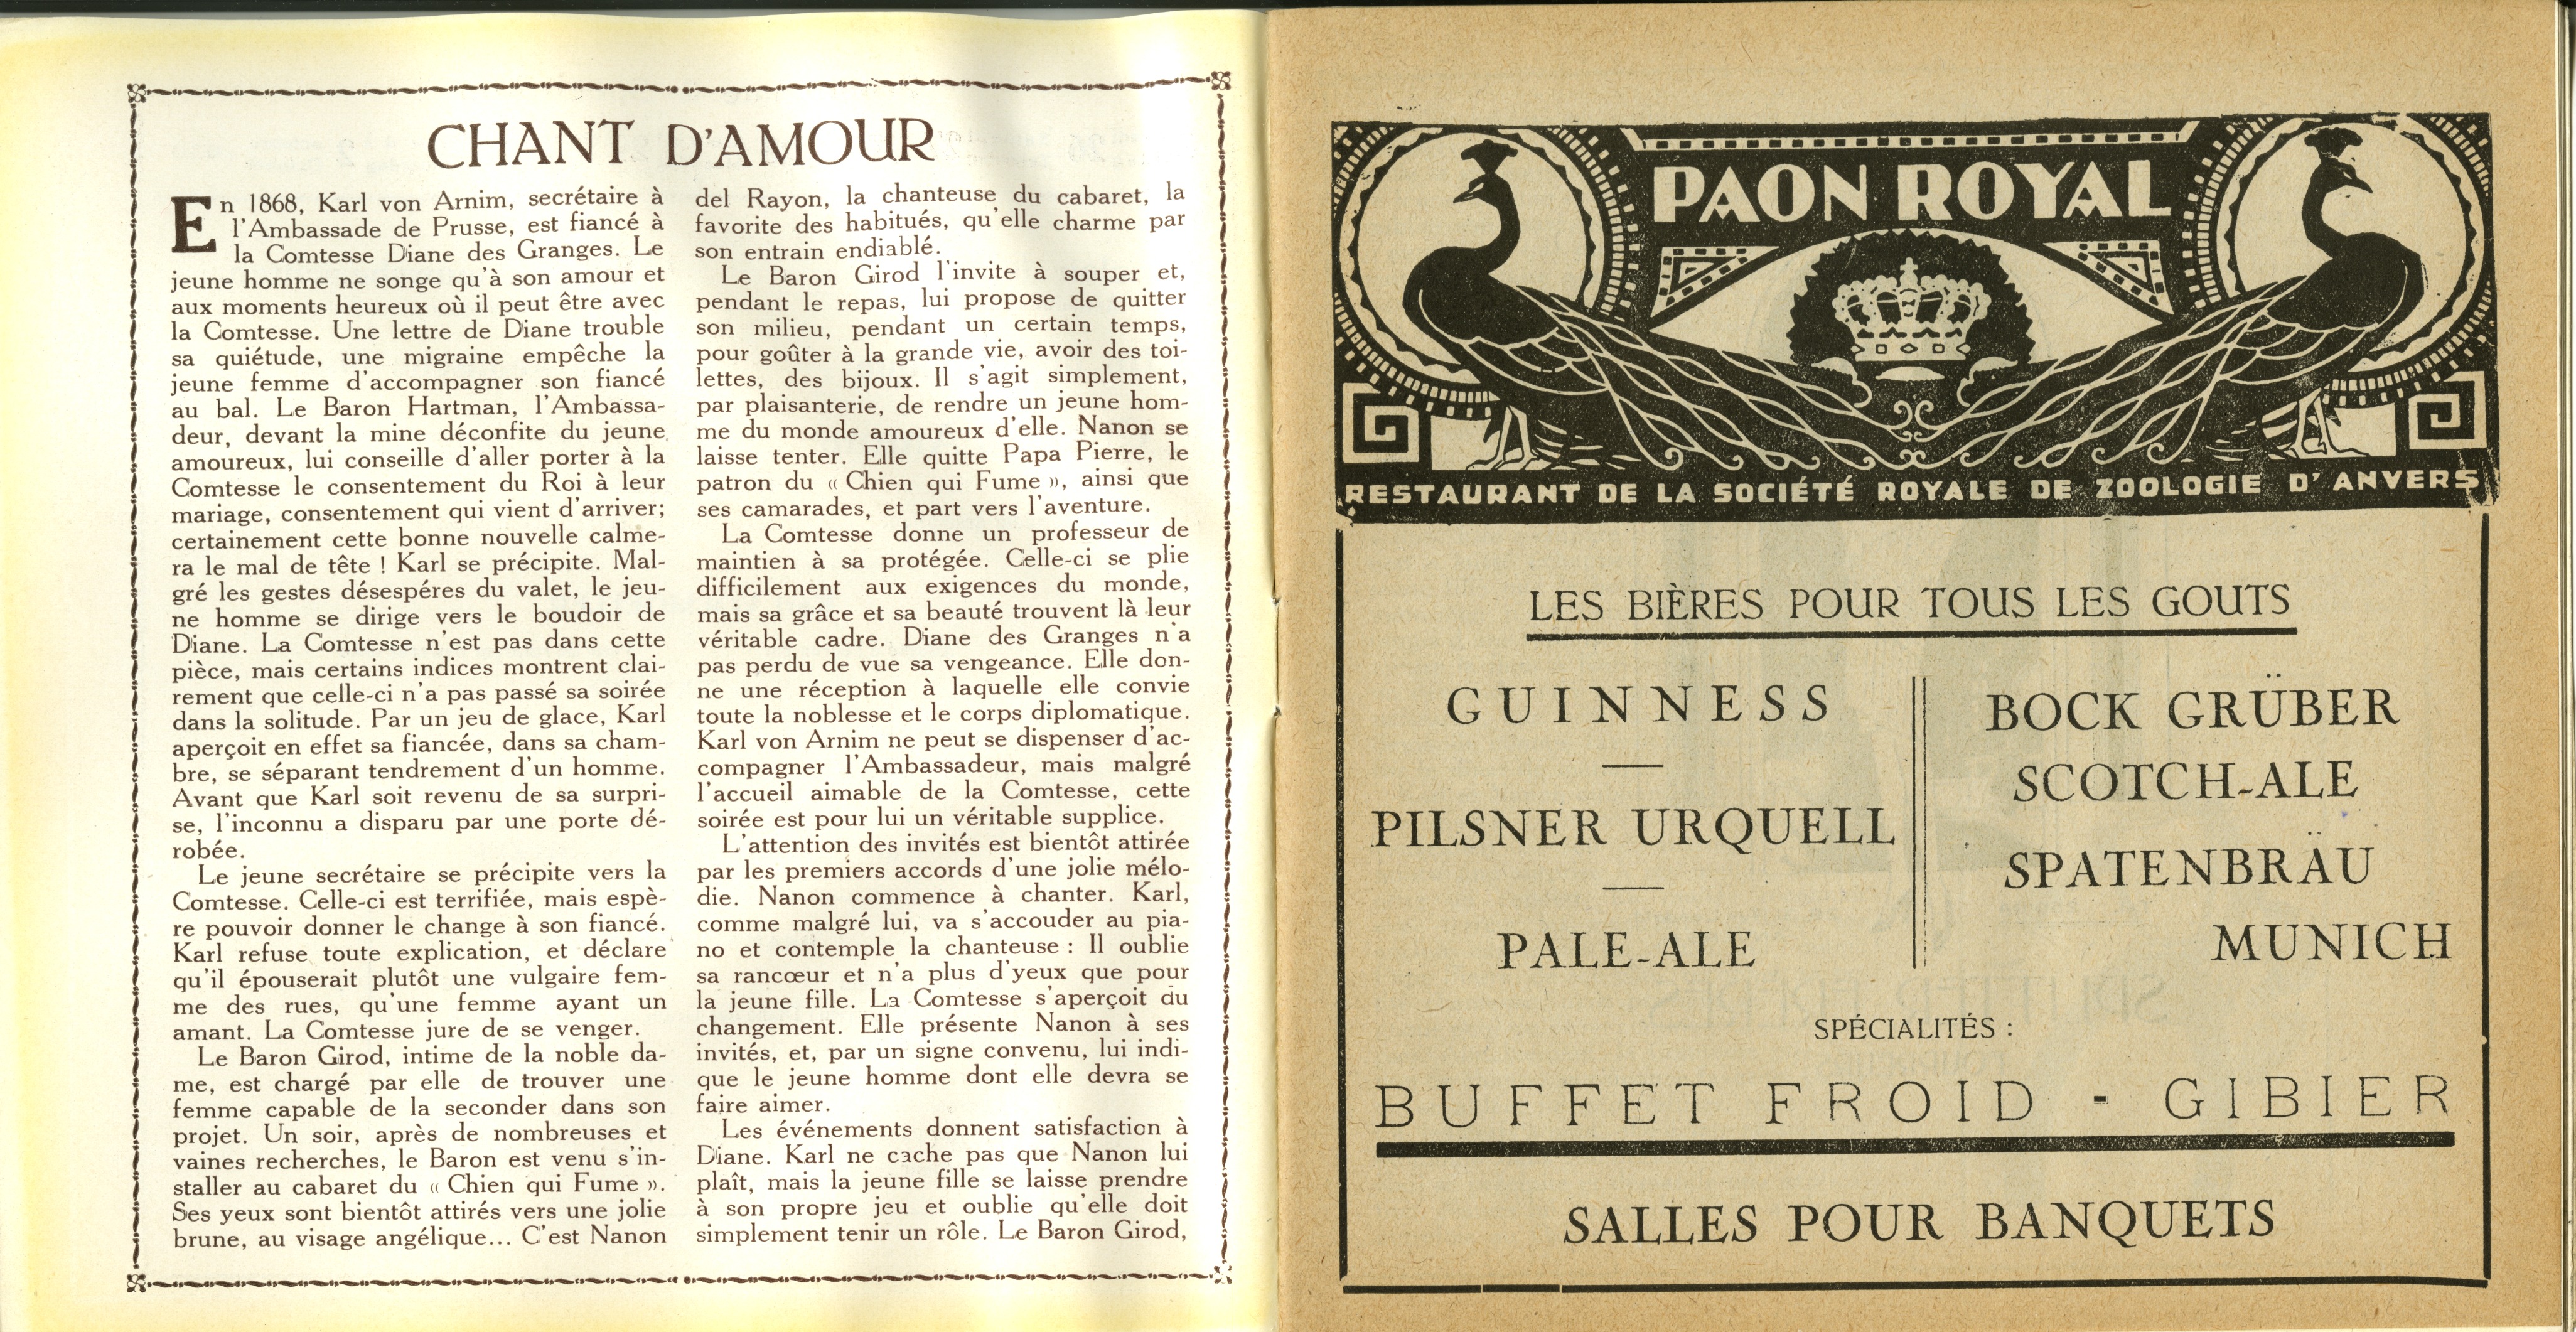 CHANT D'AMOUR
En 1868, Karl von Arnim, secrétaire à
l'Ambassade de Prusse, est fiancé à
la Comtesse Diane des Granges. Le
jeune homme ne songe qu'à son amour et
aux moments heureux où il peut être avec
la Comtesse. Une lettre de Diane trouble
sa quiétude, une migraine empêche la
jeune femme d'accompagner son fiancé
au bal. Le Baron Hartman, l'Ambassa-
deur, devant la mine déconfite du jeune
amoureux, lui conseille d'aller porter à la
Comtesse le consentement du Roi à leur
mariage, consentement qui vient d'arriver;
certainement cette bonne nouvelle calme-
ra le mal de tête ! Karl se précipite. Mal-
gré les gestes désespéres du valet, le jeu-
ne homme se dirige vers le boudoir de
Diane. La Comtesse n'est pas dans cette
pièce, mais certains indices montrent clai-
rement que celle-ci n'a pas passé sa soirée
dans la solitude. Par un jeu de glace, Karl
aperçoit en effet sa fiancée, dans sa cham-
bre, se séparant tendrement d'un homme.
Avant que Karl soit revenu de sa surpri-
se, l'inconnu a disparu par une porte dé-
robée.
Le jeune secrétaire se précipite vers la
Comtesse. Celle-ci est terrifiée, mais espè-
re pouvoir donner le change à son fiancé.
Karl refuse toute explication, et déclare
qu'il épouserait plutôt une vulgaire fem-
me des rues, qu'une femme ayant un
amant. La Comtesse jure de se venger.
Le Baron Girod, intime de la noble da-
me, est chargé par elle de trouver une
femme capable de la seconder dans son
projet. Un soir, après de nombreuses et
vaines recherches, le Baron est venu s'in-
staller au cabaret du « Chien qui Fume ».
Ses yeux sont bientôt attirés vers une jolie
brune, au visage angélique... C'est Nanon
del Rayon, la chanteuse du cabaret, la
favorite des habitués, qu'elle charme par
son entrain endiablé.
Le Baron Girod l'invite à souper et,
pendant le repas, lui propose de quitter
son milieu, pendant un certain temps,
pour goûter à la grande vie, avoir des toi-
lettes, des bijoux. Il s'agit simplement,
par plaisanterie, de rendre un jeune hom-
me du monde amoureux d'elle. Nanon se
laisse tenter. Elle quitte Papa Pierre, le
patron du « Chien qui Fume », ainsi que
ses camarades, et part vers l'aventure.
La Comtesse donne un professeur de
maintien à sa protégée. Celle-ci se plie
difficilement aux exigences du monde,
mais sa grâce et sa beauté trouvent là leur
véritable cadre. Diane des Granges n'a
pas perdu de vue sa vengeance. Elle don-
ne une réception à laquelle elle convie
toute la noblesse et le corps diplomatique.
Karl von Arnim ne peut se dispenser d'ac-
compagner l'Ambassadeur, mais malgré
l'accueil aimable de la Comtesse, cette
soirée est pour lui un véritable supplice.
L'attention des invités est bientôt attirée
par les premiers accords d'une jolie mélo-
die. Nanon commence à chanter. Karl,
comme malgré lui, va s'accouder au pia-
no et contemple la chanteuse : Il oublie
sa rancœur et n'a plus d'yeux que pour
la jeune fille. La Comtesse s'aperçoit du
changement. Elle présente Nanon à ses
invités, et, par un signe convenu, lui indi-
que le jeune homme dont elle devra se
faire aimer.
Les événements donnent satisfaction à
Diane. Karl ne cache pas que Nanon lui
plaît, mais la jeune fille se laisse prendre
à son propre jeu et oublie qu'elle doit
simplement tenir un rôle. Le Baron Girod,
PAON ROYAL
RESTAURANT DE LA SOCIÉTÉ ROYALE DE ZOOLOGIE D'ANVERS
LES BIÈRES POUR TOUS LES GOUTS
GUINNESS
PILSNER URQUELL
PALE-ALE
BOCK GRÜBER
SCOTCH-ALE
SPATENBRÄU
MUNICH
SPÉCIALITÉS :
BUFFET FROID - GIBIER
SALLES POUR BANQUETS